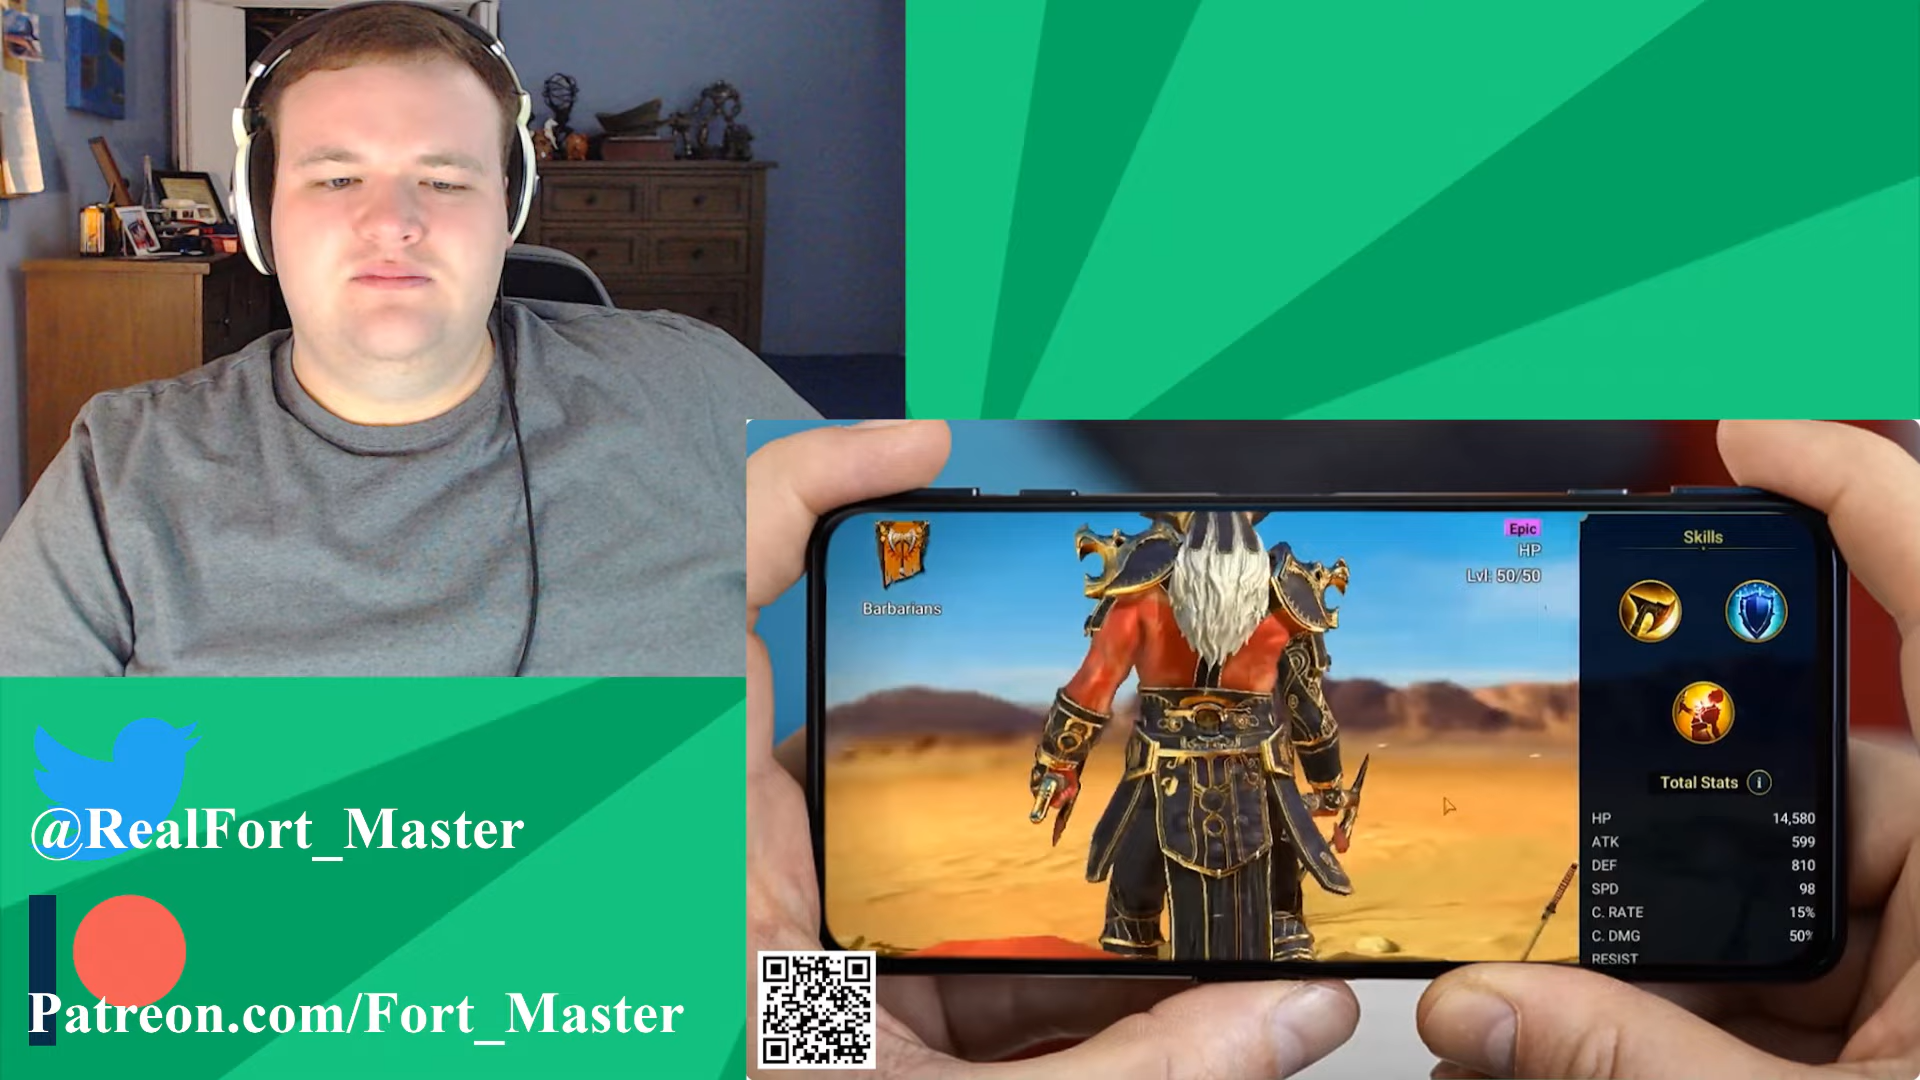 Epic
HP
Lvl: 50/50
Barbarians
Skills
Total Stats i
HP 14,580
ATK 599
DEF 810
SPD 98
C. RATE 15%
C. DMG 50%
RESIST
@RealFort_Master
Patreon.com/Fort_Master